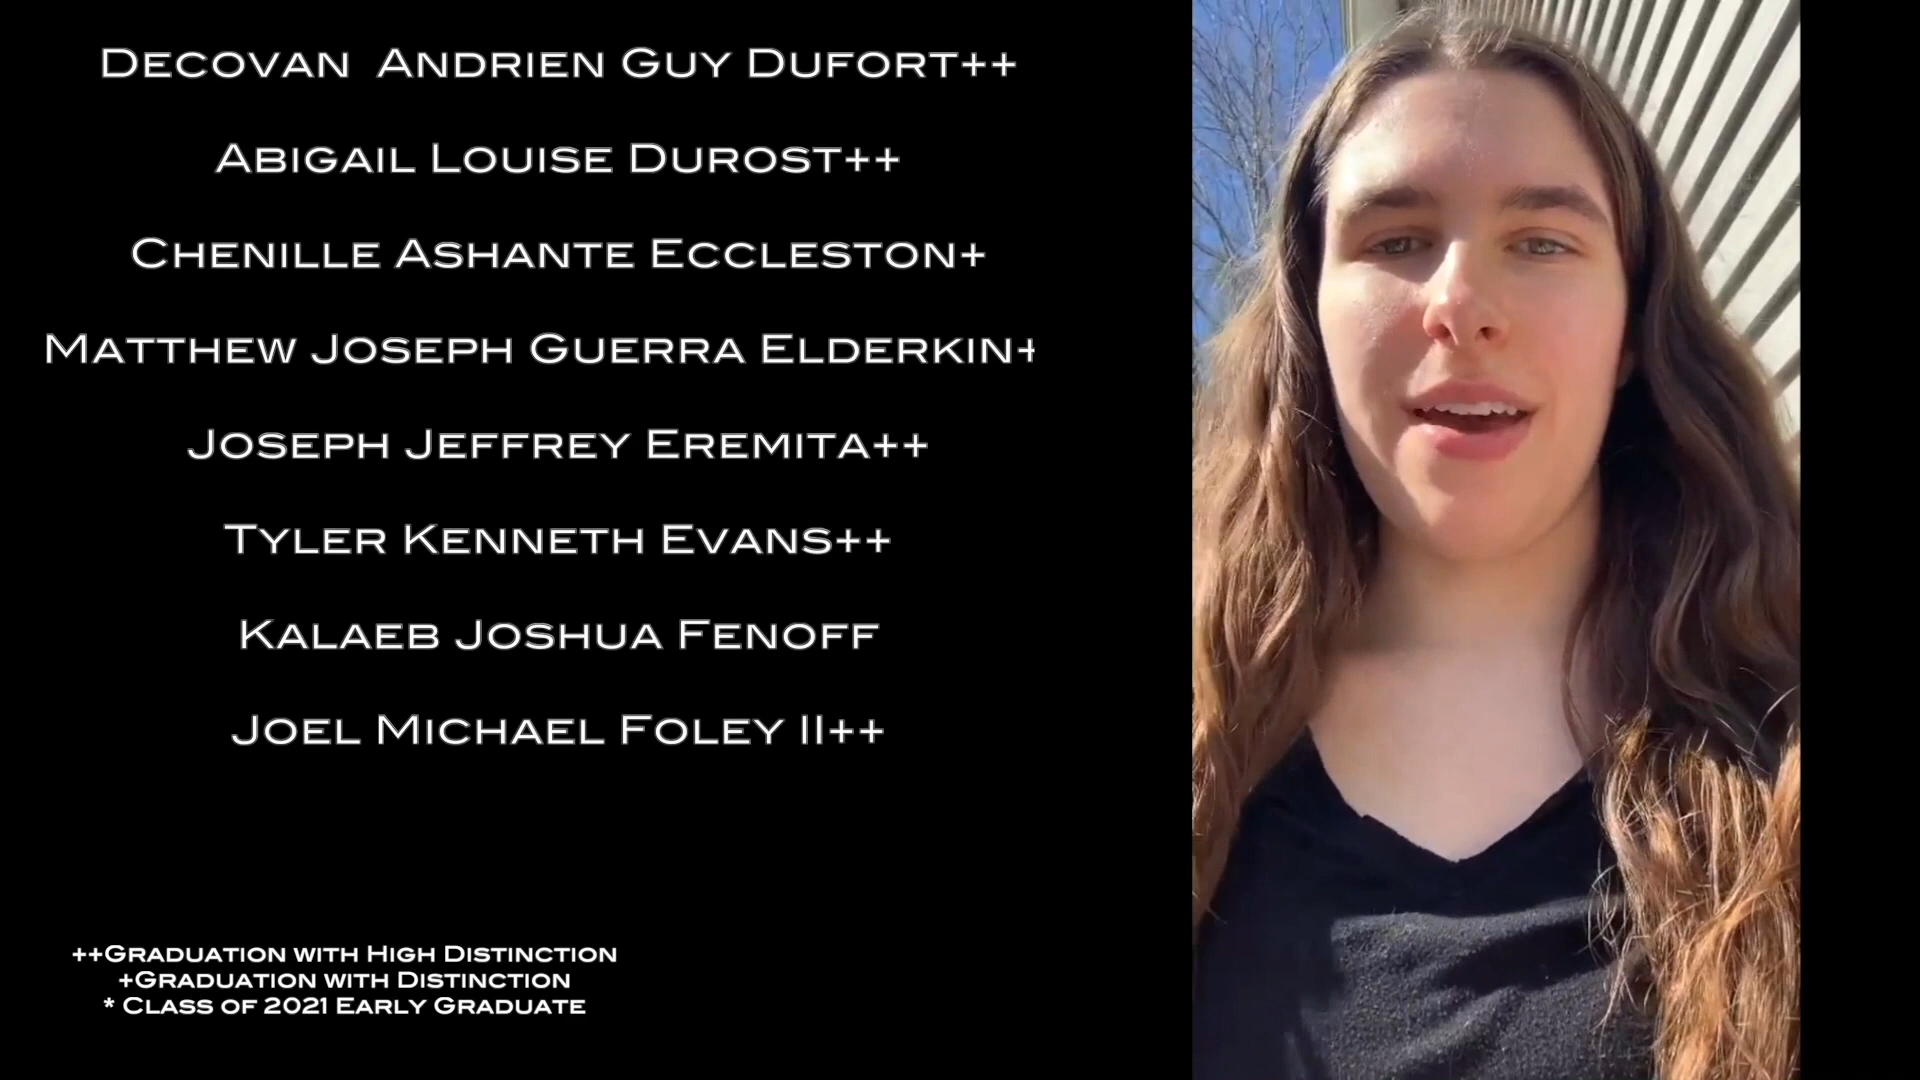 Decovan Andrien Guy Dufort++
Abigail Louise Durost++
Chenille Ashante Eccleston+
Matthew Joseph Guerra Elderkin+
Joseph Jeffrey Eremita++
Tyler Kenneth Evans++
Kalaeb Joshua Fenoff
Joel Michael Foley II++
++Graduation with High Distinction
+Graduation with Distinction
* Class of 2021 Early Graduate